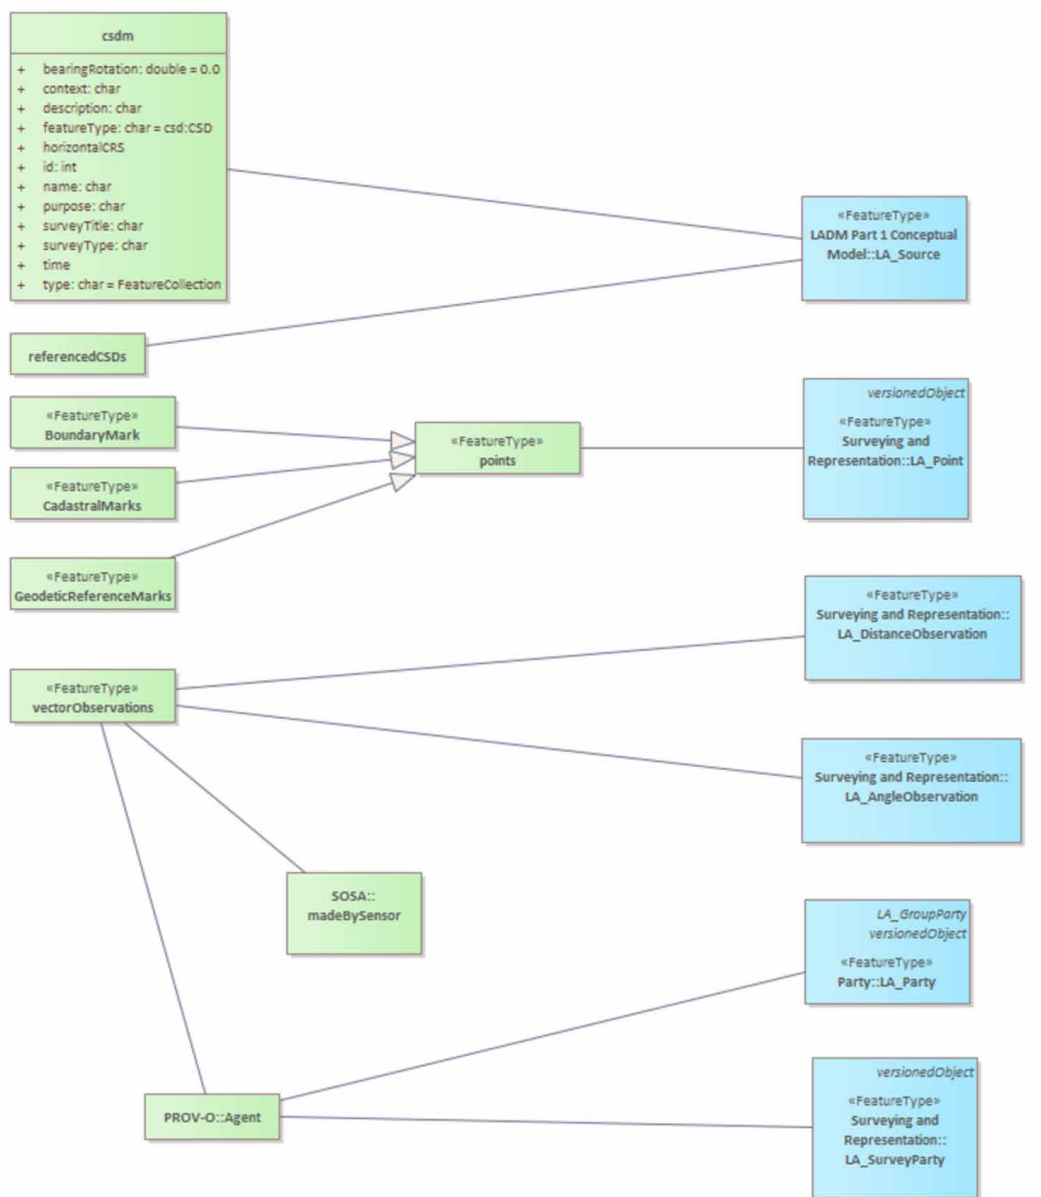 csdm
+ bearingRotation: double = 0.0
+ context: char
+ description: char
+ featureType: char = csd:CSD
+ horizontalCRS
+ id: int
+ name: char
+ purpose: char
+ surveyTitle: char
+ surveyType: char
+ time
+ type: char = FeatureCollection
«FeatureType»
LADM Part 1 Conceptual
Model::LA_Source
referencedCSDs
«FeatureType»
BoundaryMark
«FeatureType»
CadastralMarks
«FeatureType»
GeodeticReferenceMarks
«FeatureType»
points
versionedObject
«FeatureType»
Surveying and
Representation::LA_Point
«FeatureType»
Surveying and Representation::
LA_DistanceObservation
«FeatureType»
vectorObservations
«FeatureType»
Surveying and Representation::
LA_AngleObservation
SOSA::
madeBySensor
LA_GroupParty
versionedObject
«FeatureType»
Party::LA_Party
PROV-O::Agent
versionedObject
«FeatureType»
Surveying and
Representation::
LA_SurveyParty